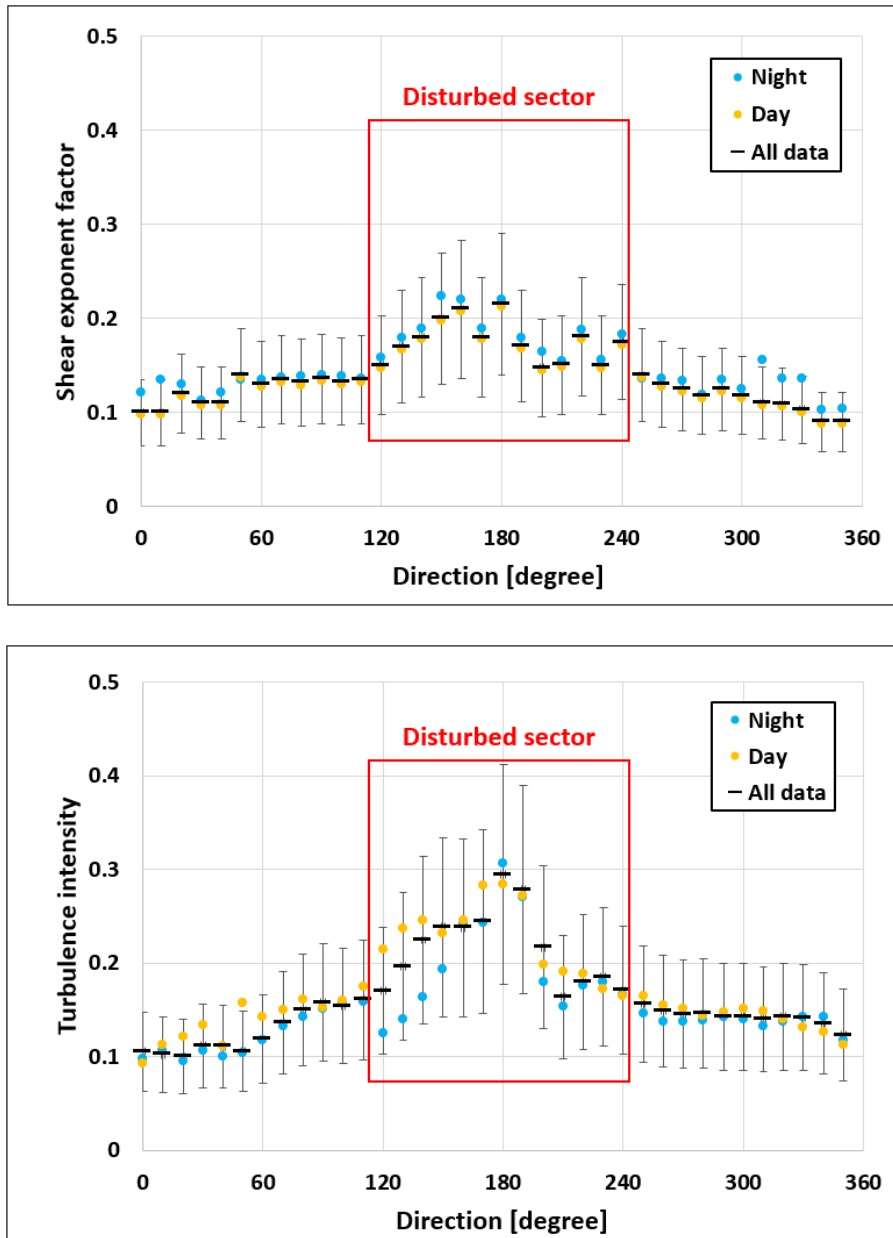 0.5
Night
Disturbed sector
Day
0.4
All data
0.3
0.2
0.1
0
Shear exponent factor
0 60 120 180 240 300 360
Direction [degree]
0.5
Night
Disturbed sector
Day
0.4
All data
0.3
0.2
0.1
0
Turbulence intensity
0 60 120 180 240 300 360
Direction [degree]